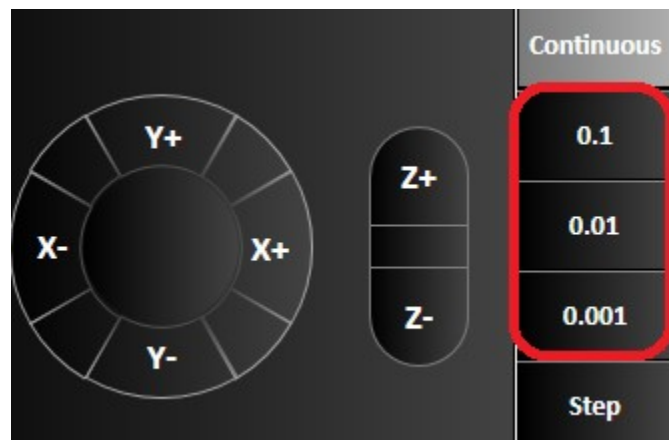 Continuous
Y+
0.1
Z+
0.01
X-
X+
0.001
Z-
Y-
Step